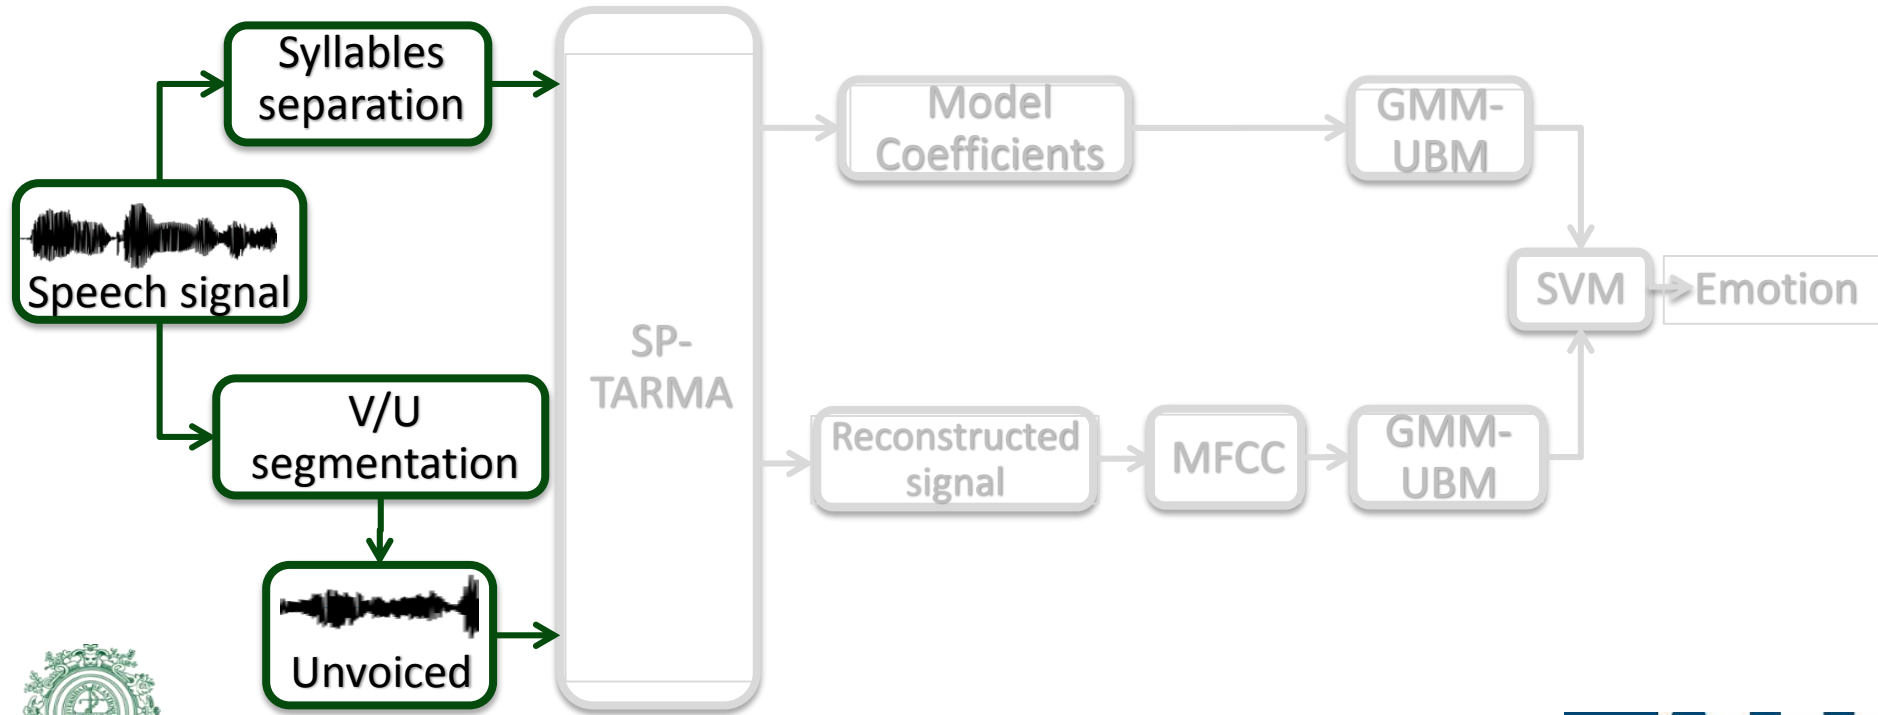 Syllables
separation
Speech signal
V/U
segmentation
Unvoiced
SP-
TARMA
Model
Coefficients
GMM-
UBM
Reconstructed
signal
MFCC
GMM-
UBM
SVM
Emotion